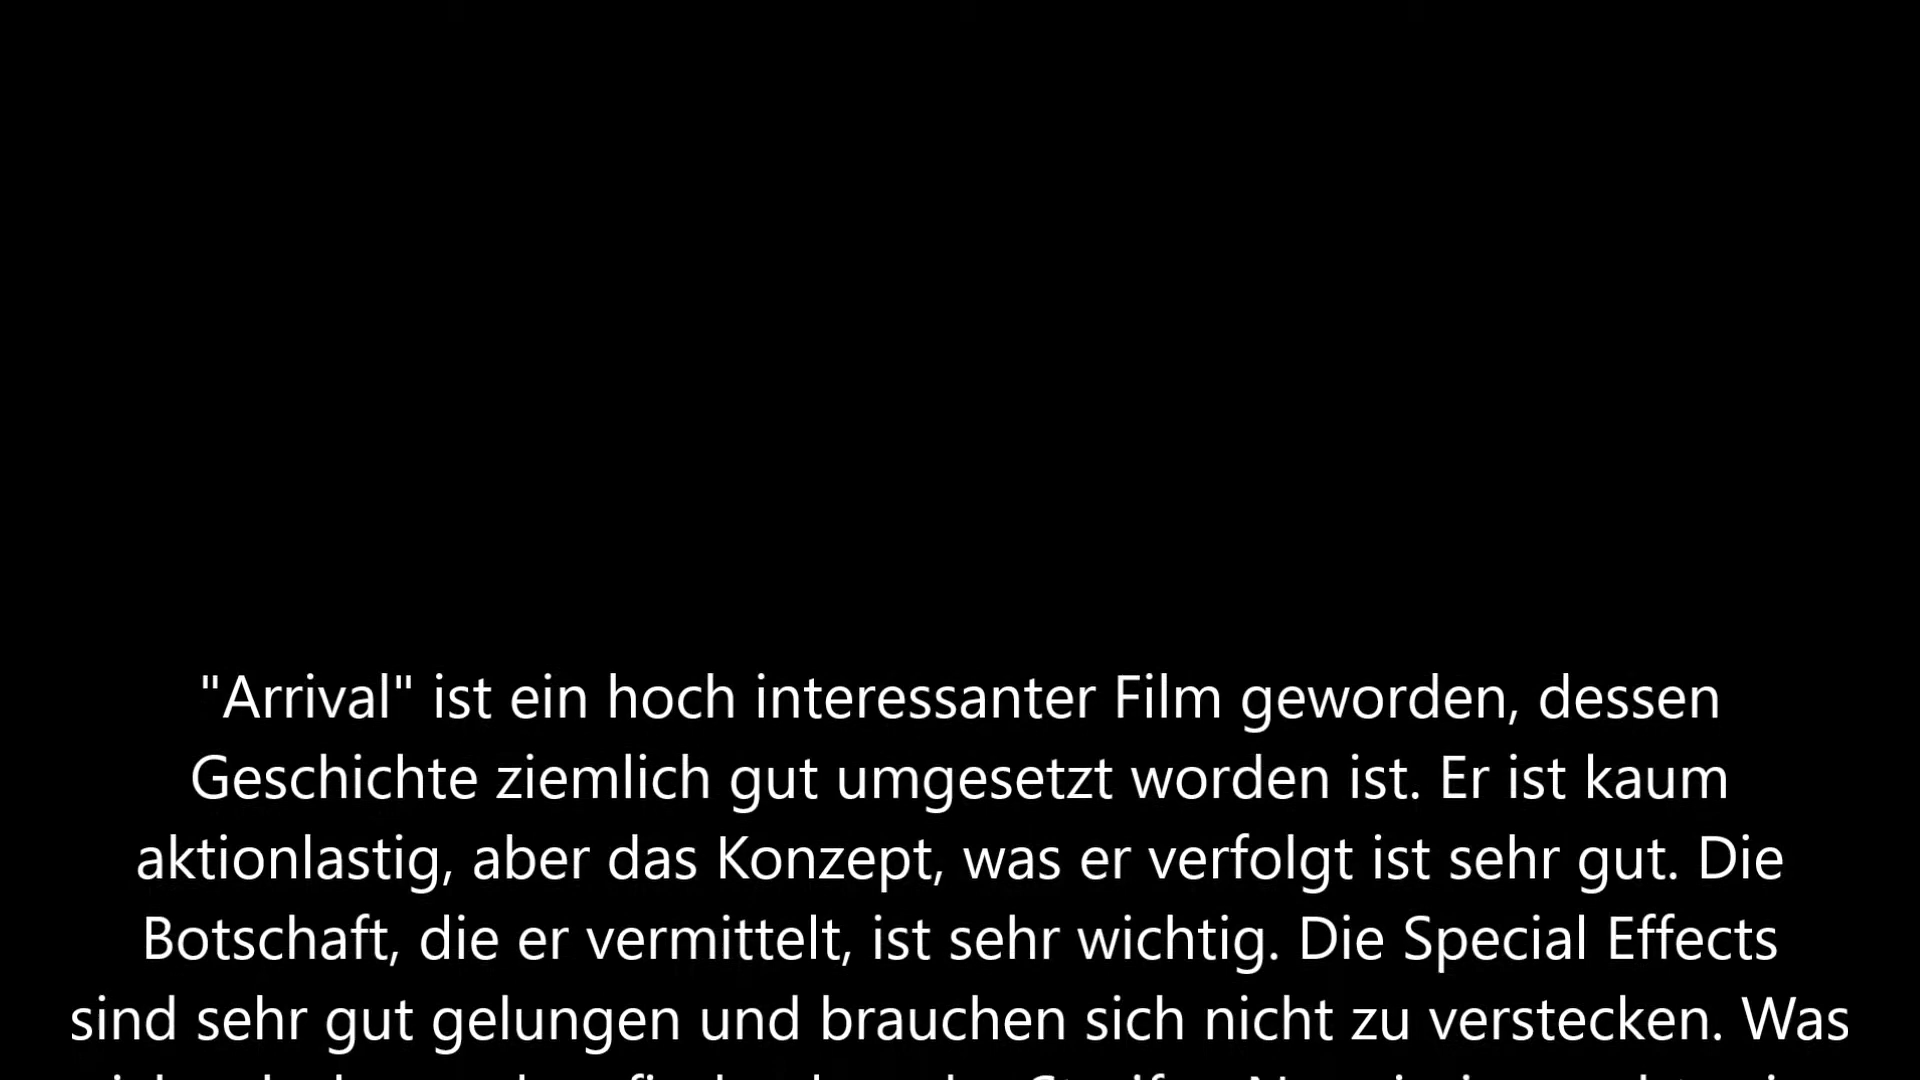 "Arrival" ist ein hoch interessanter Film geworden, dessen
Geschichte ziemlich gut umgesetzt worden ist. Er ist kaum
aktionlastig, aber das Konzept, was er verfolgt ist sehr gut. Die
Botschaft, die er vermittelt, ist sehr wichtig. Die Special Effects
sind sehr gut gelungen und brauchen sich nicht zu verstecken. Was